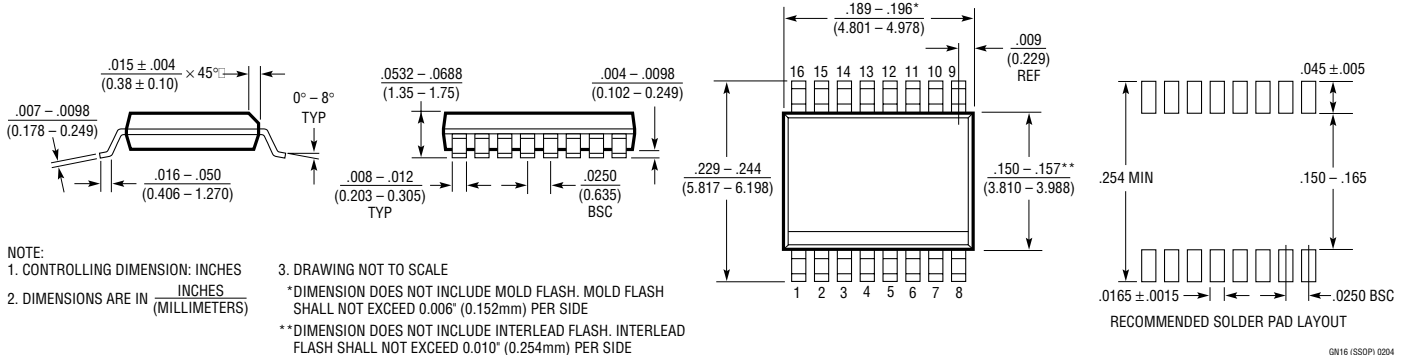 .015 ± .004
(0.38 ± 0.10)
× 45°
.007 – .0098
(0.178 – 0.249)
0° – 8°
TYP
.016 – .050
(0.406 – 1.270)
.0532 – .0688
(1.35 – 1.75)
.004 – .0098
(0.102 – 0.249)
.008 – .012
(0.203 – 0.305)
TYP
.0250
(0.635)
BSC
.189 – .196*
(4.801 – 4.978)
.009
(0.229)
REF
16 15 14 13 12 11 10 9
.229 – .244
(5.817 – 6.198)
.150 – .157**
(3.810 – 3.988)
1 2 3 4 5 6 7 8
.045 ±.005
.254 MIN
.150 – .165
.0165 ±.0015
.0250 BSC
RECOMMENDED SOLDER PAD LAYOUT
NOTE:
1. CONTROLLING DIMENSION: INCHES
2. DIMENSIONS ARE IN INCHES
(MILLIMETERS)
3. DRAWING NOT TO SCALE
*DIMENSION DOES NOT INCLUDE MOLD FLASH. MOLD FLASH
SHALL NOT EXCEED 0.006" (0.152mm) PER SIDE
**DIMENSION DOES NOT INCLUDE INTERLEAD FLASH. INTERLEAD
FLASH SHALL NOT EXCEED 0.010" (0.254mm) PER SIDE
GN16 (SSOP) 0204